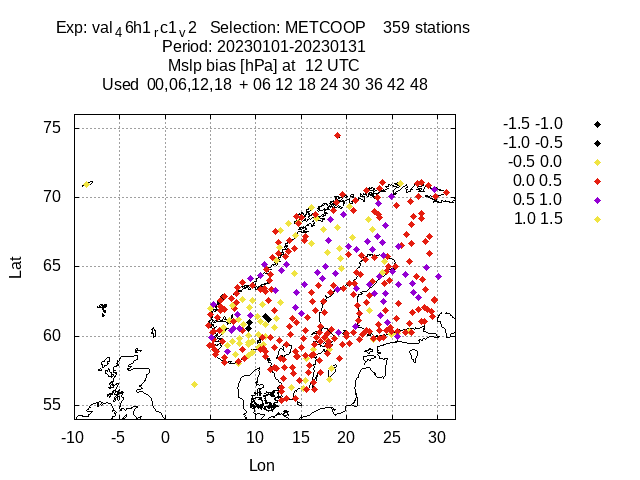 Exp: val46h1rc1v2 Selection: METCOOP 359 stations
Period: 20230101-20230131
Mslp bias [hPa] at 12 UTC
Used 00,06,12,18 + 06 12 18 24 30 36 42 48
75
70
65
60
55
-10 -5 0 5 10 15 20 25 30
Lat
Lon
-1.5 -1.0
-1.0 -0.5
-0.5 0.0
0.0 0.5
0.5 1.0
1.0 1.5